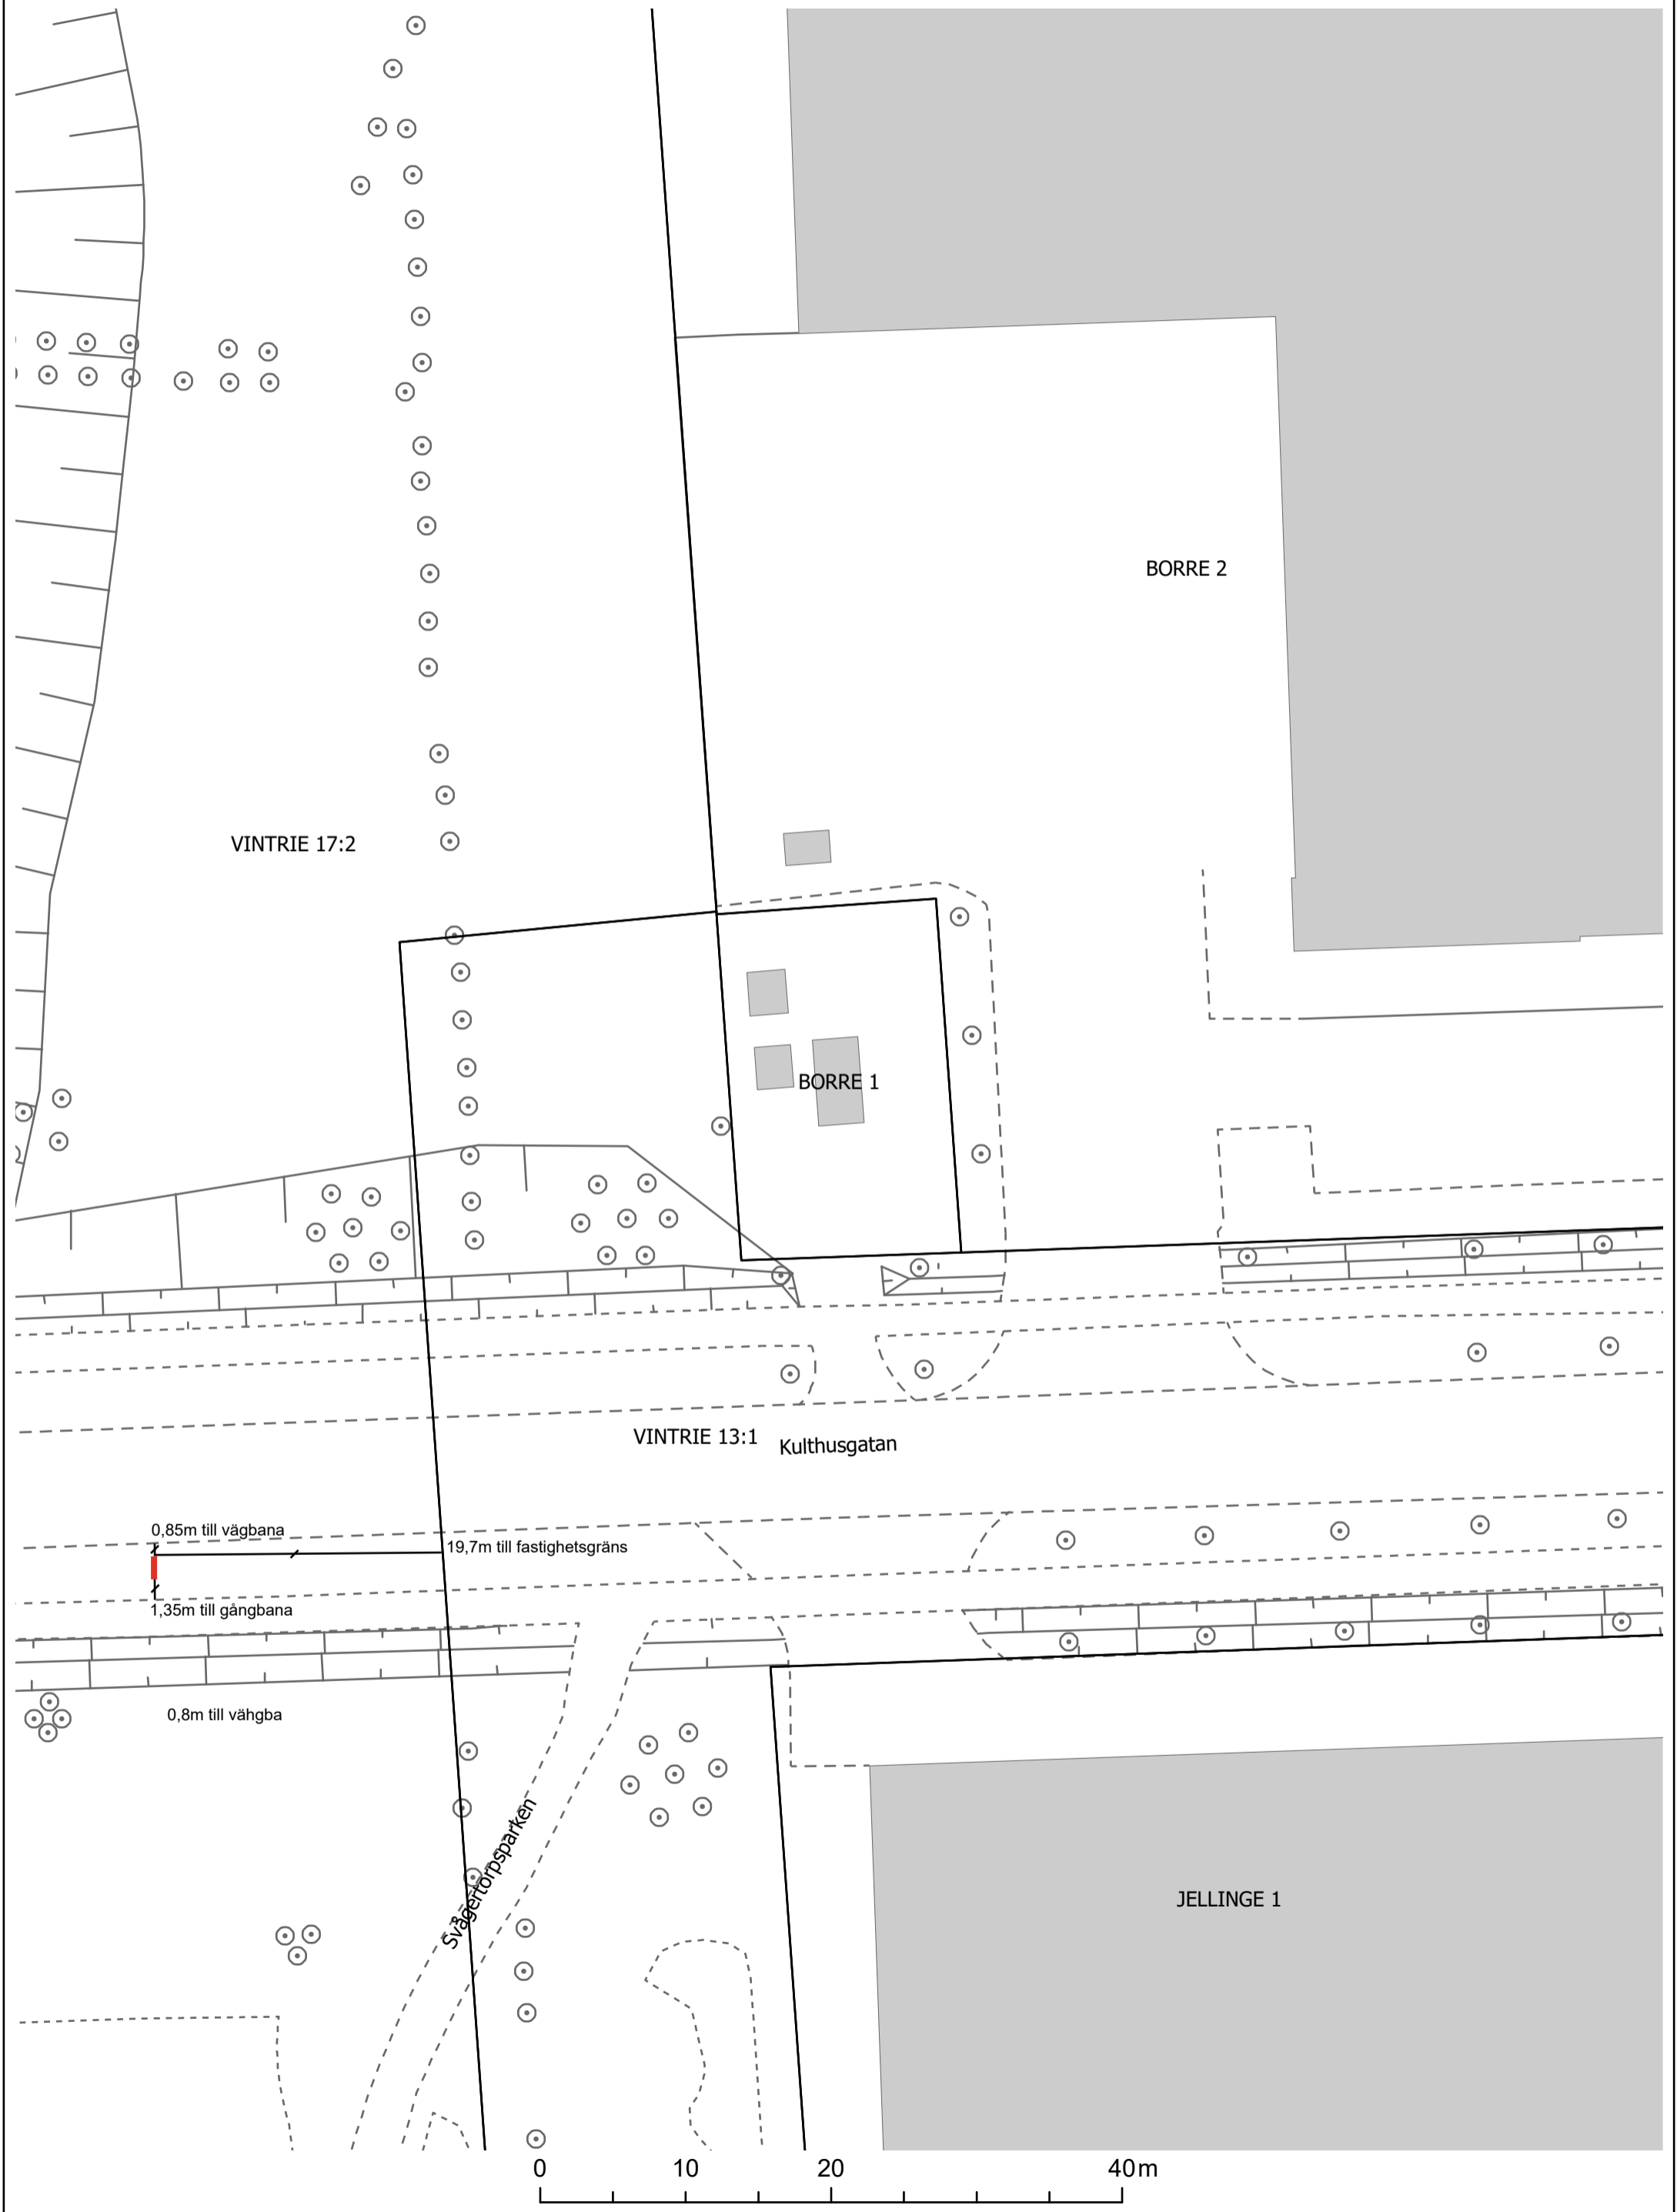 BORRE 2
VINTRIE 17:2
BORRE 1
VINTRIE 13:1
Kulthusgatan
0,85m till vägbana
19,7m till fastighetsgräns
1,35m till gångbana
0,8m till vähgba
Svågertorpsparken
JELLINGE 1
0 10 20 40m